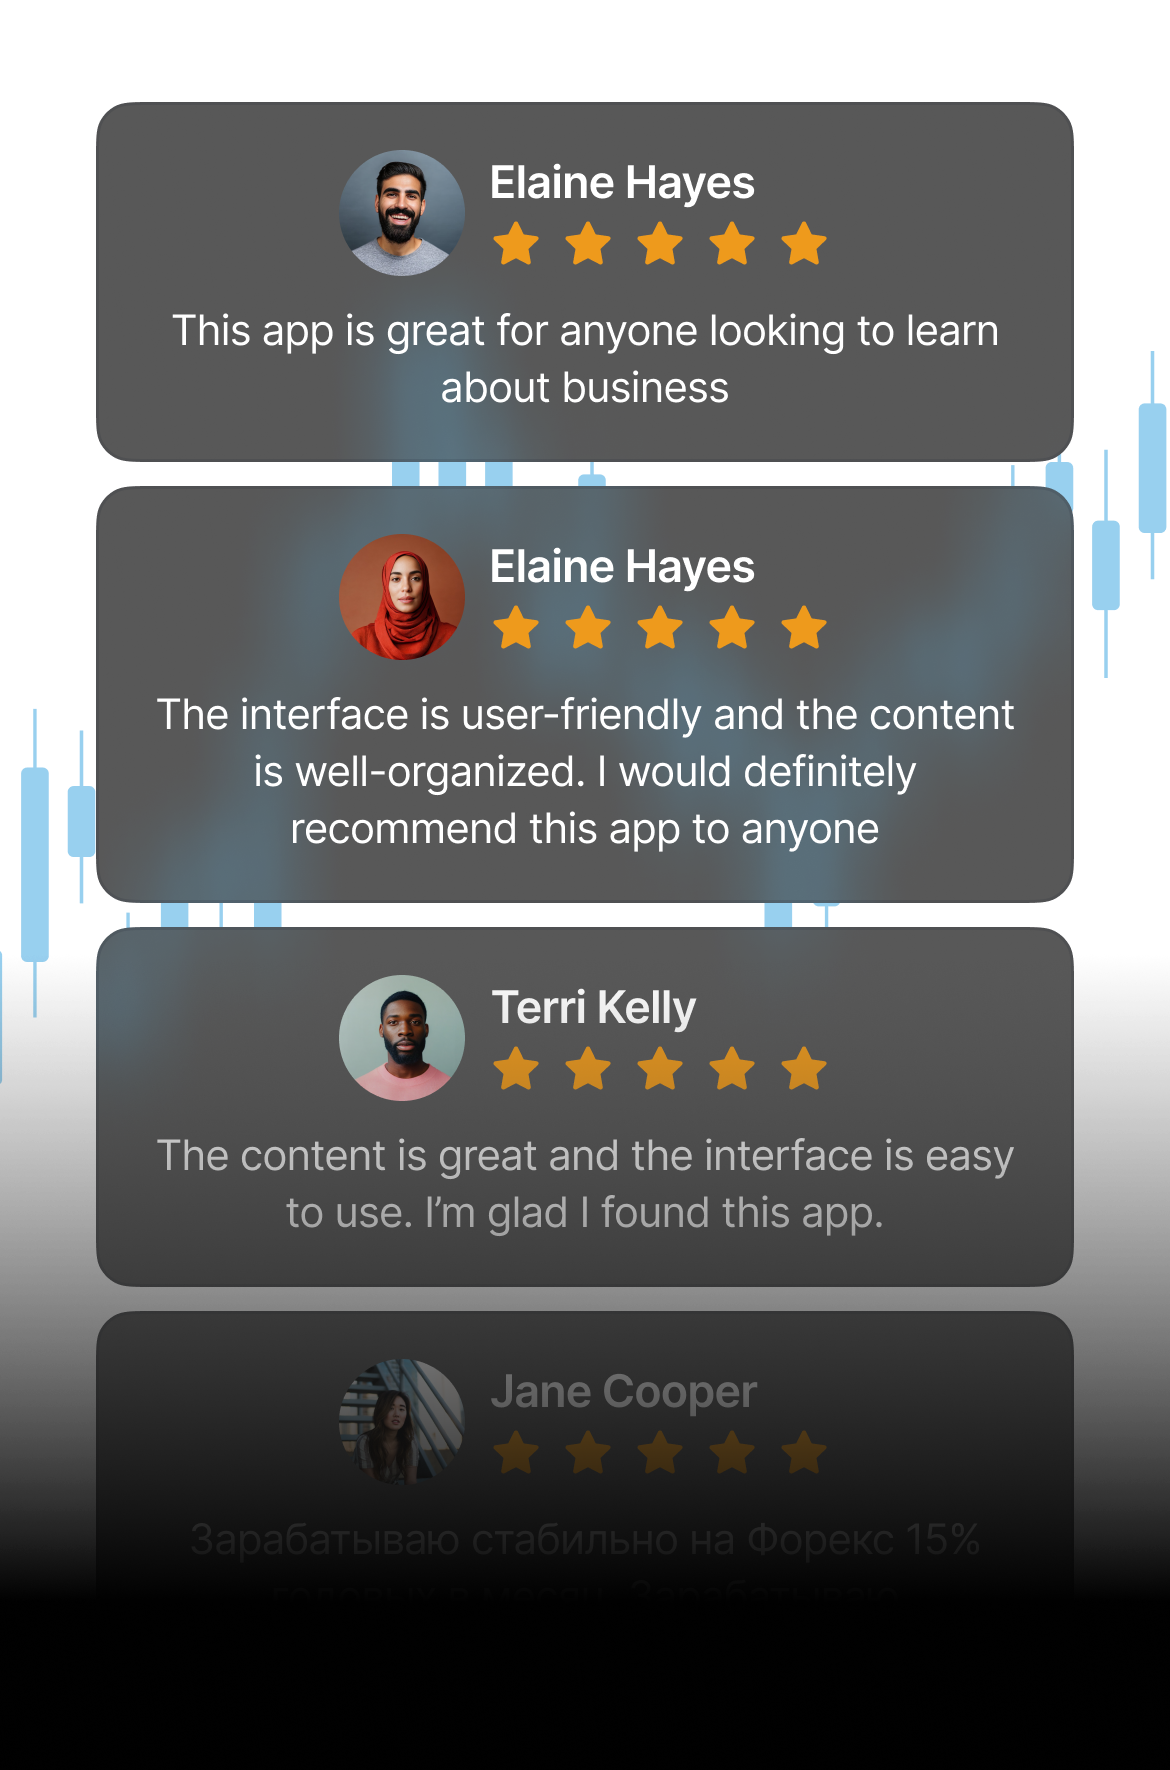 Elaine Hayes
This app is great for anyone looking to learn
about business
Elaine Hayes
The interface is user-friendly and the content
is well-organized. I would definitely
recommend this app to anyone
Terri Kelly
The content is great and the interface is easy
to use. I’m glad I found this app.
Jane Cooper
Зарабатываю стабильно на Форекс 15%
годовых в месяц. Зарабатываю